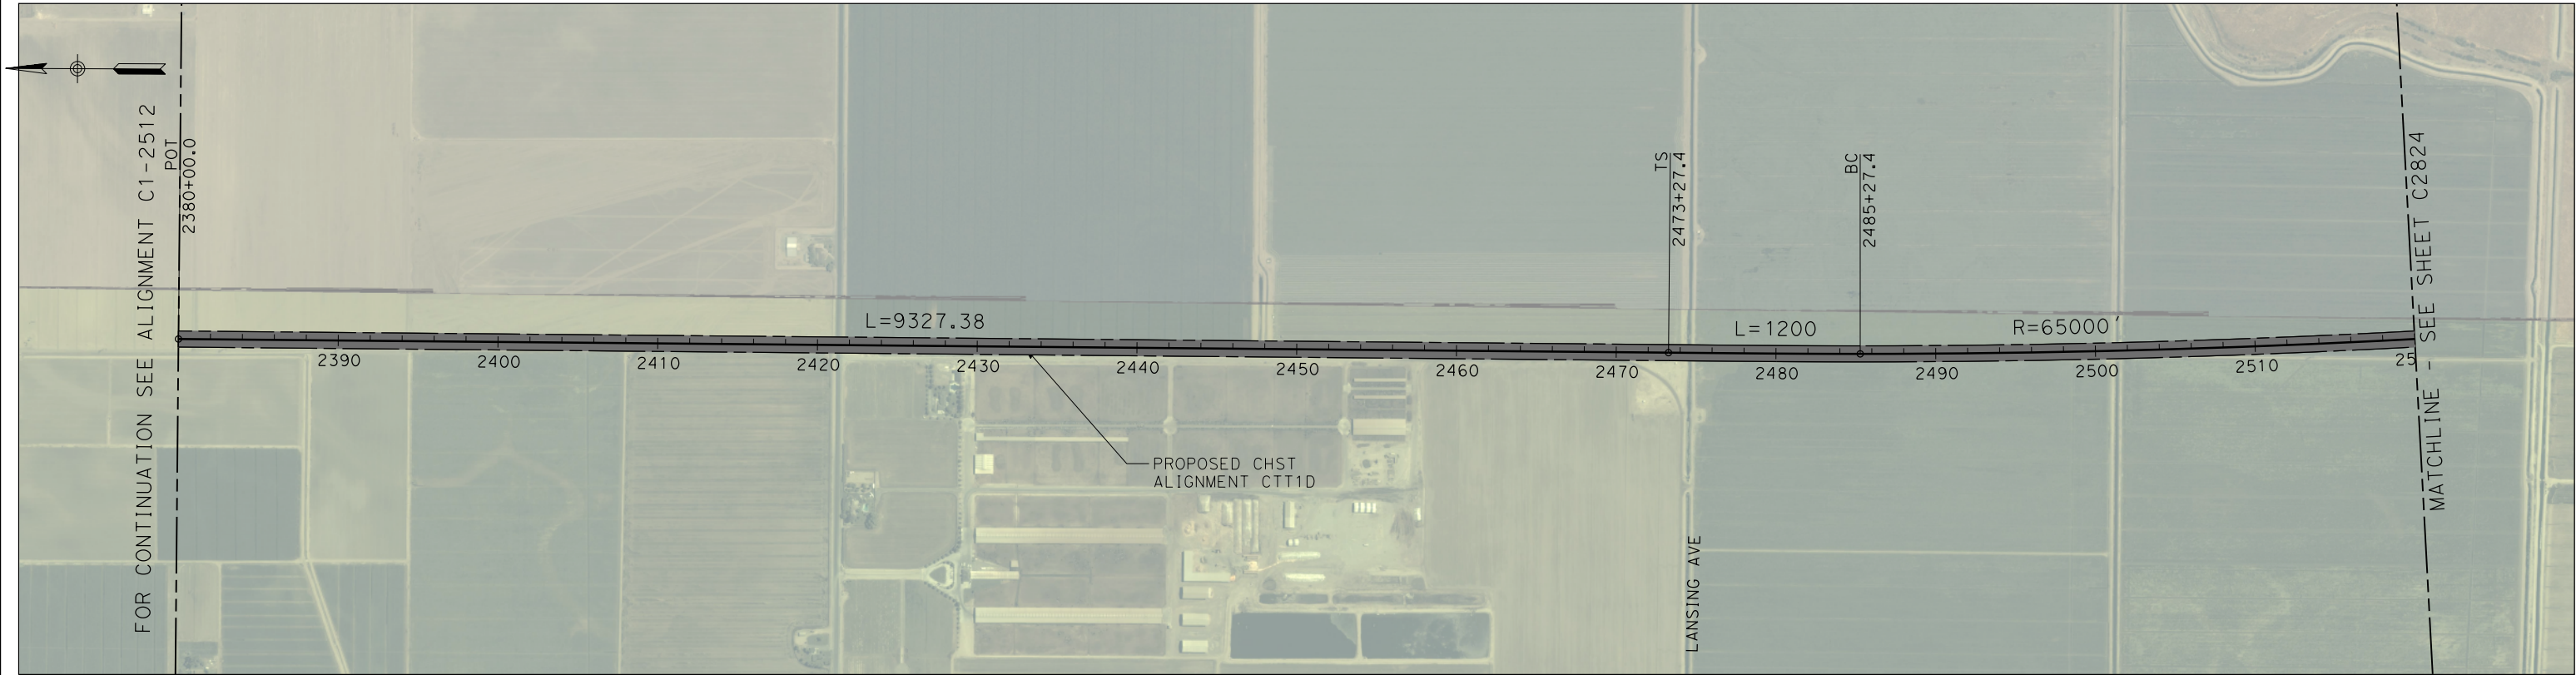 FOR CONTINUATION SEE ALIGNMENT C1-2512
POT
2380+00.0
L=9327.38
TS
2473+27.4
L=1200
BC
2485+27.4
R=65000'
2390
2400
2410
2420
2430
2440
2450
2460
2470
2480
2490
2500
2510
25
PROPOSED CHST
ALIGNMENT CTT1D
LANSING AVE
MATCHLINE - SEE SHEET C2824